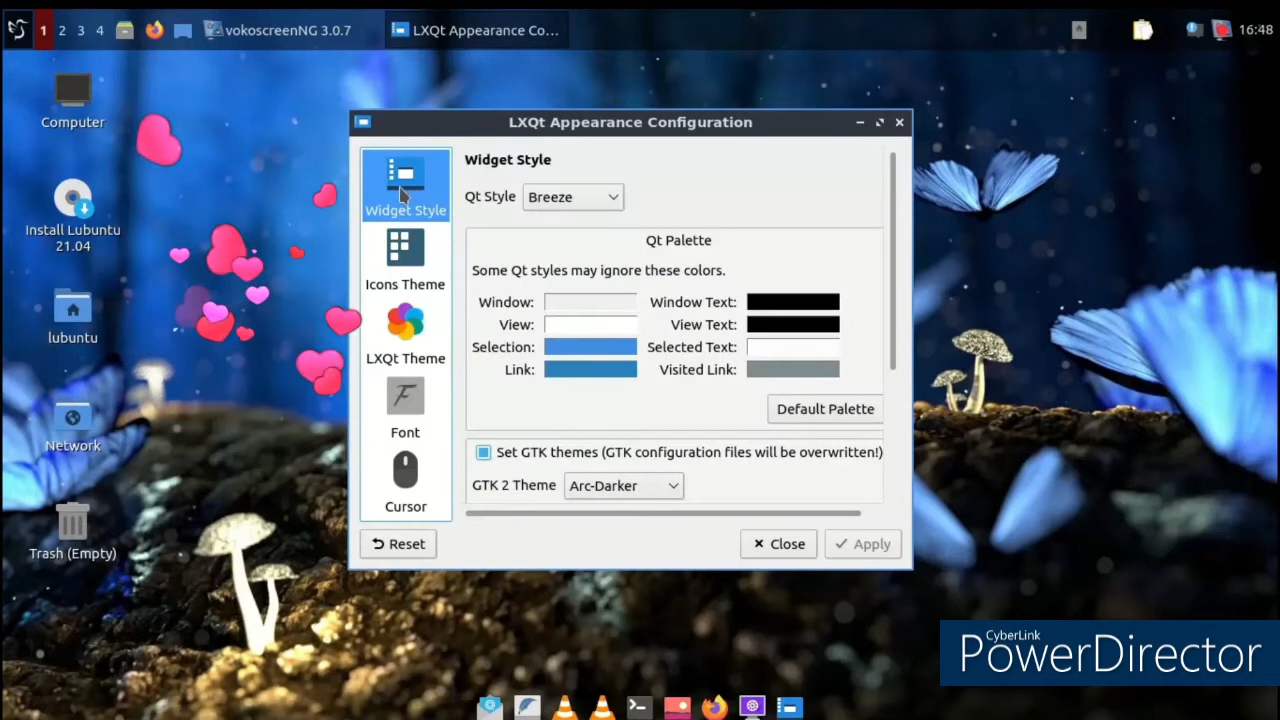 1 2 3 4 vokoscreenNG 3.0.7 LXQt Appearance Co... 16:48
Computer
Install Lubuntu
21.04
lubuntu
Network
Trash (Empty)
LXQt Appearance Configuration
Widget Style
Icons Theme
LXQt Theme
Font
Cursor
Widget Style
Qt Style Breeze
Qt Palette
Some Qt styles may ignore these colors.
Window: Window Text:
View: View Text:
Selection: Selected Text:
Link: Visited Link:
Default Palette
Set GTK themes (GTK configuration files will be overwritten!)
GTK 2 Theme Arc-Darker
Reset Close Apply
CyberLink
PowerDirector